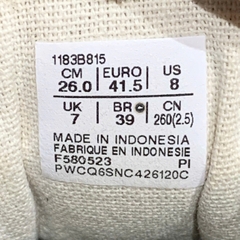 1183B815
CM EURO US
26.0 41.5 8
UK BR CN
7 39 260(2.5)
MADE IN INDONESIA
FABRIQUE EN INDONESIE
F580523 PI
PWCQ6SNC426120C